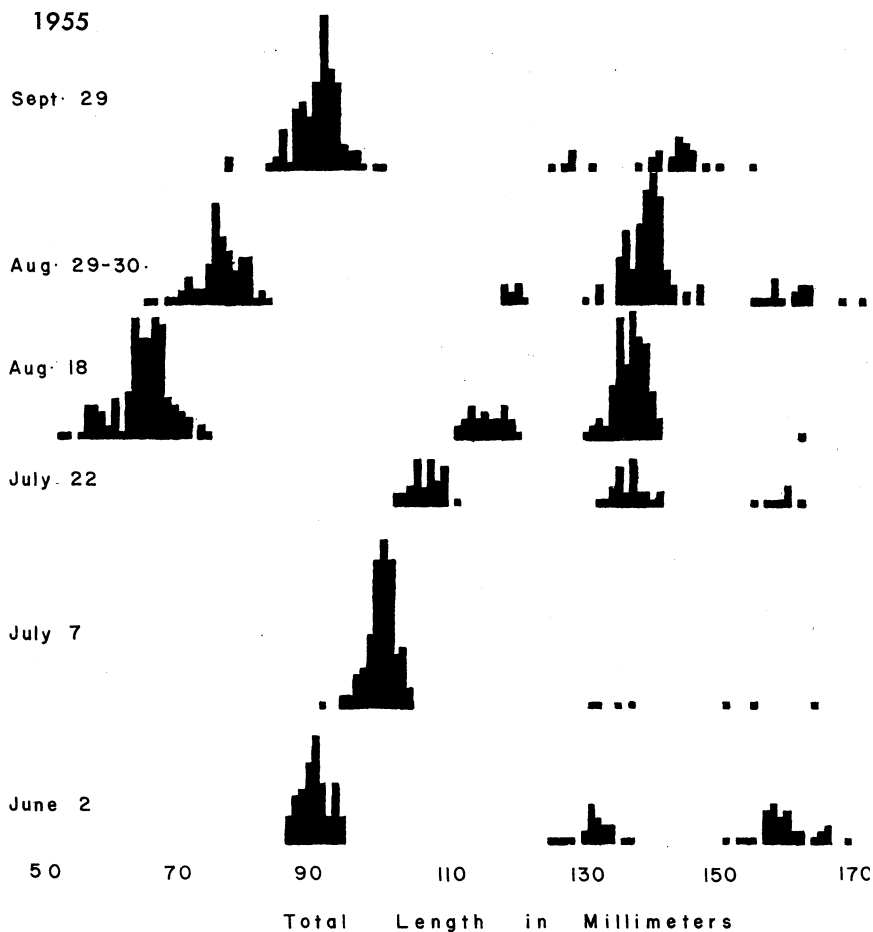 1955
Sept. 29
Aug. 29-30.
Aug. 18
July 22
July 7
June 2
50 70 90 110 130 150 170
Total Length in Millimeters